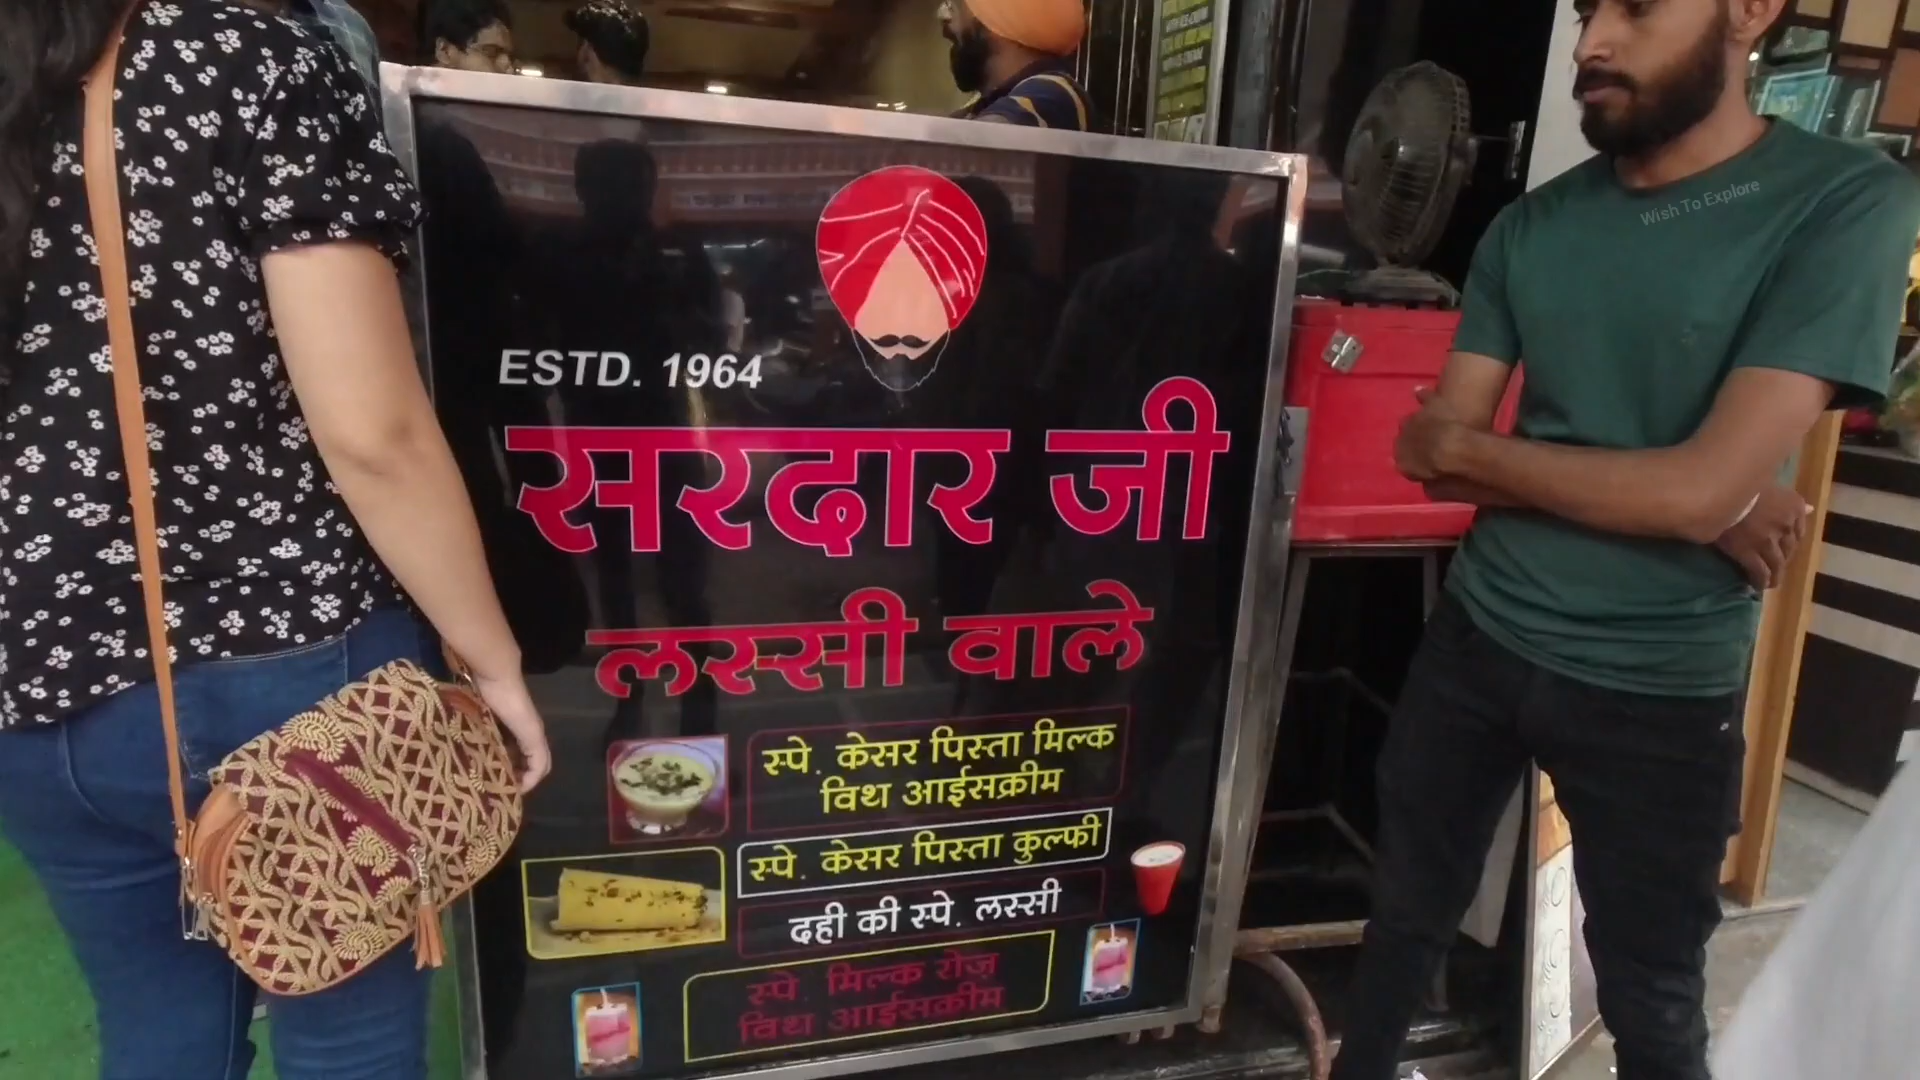 Wish To Explore
ESTD. 1964
सरदार जी
लस्सी वाले
स्पे. केसर पिस्ता मिल्क
विथ आईसक्रीम
स्पे. केसर पिस्ता कुल्फी
दही की स्पे. लस्सी
स्पे. मिल्क रोज़
विथ आईसक्रीम